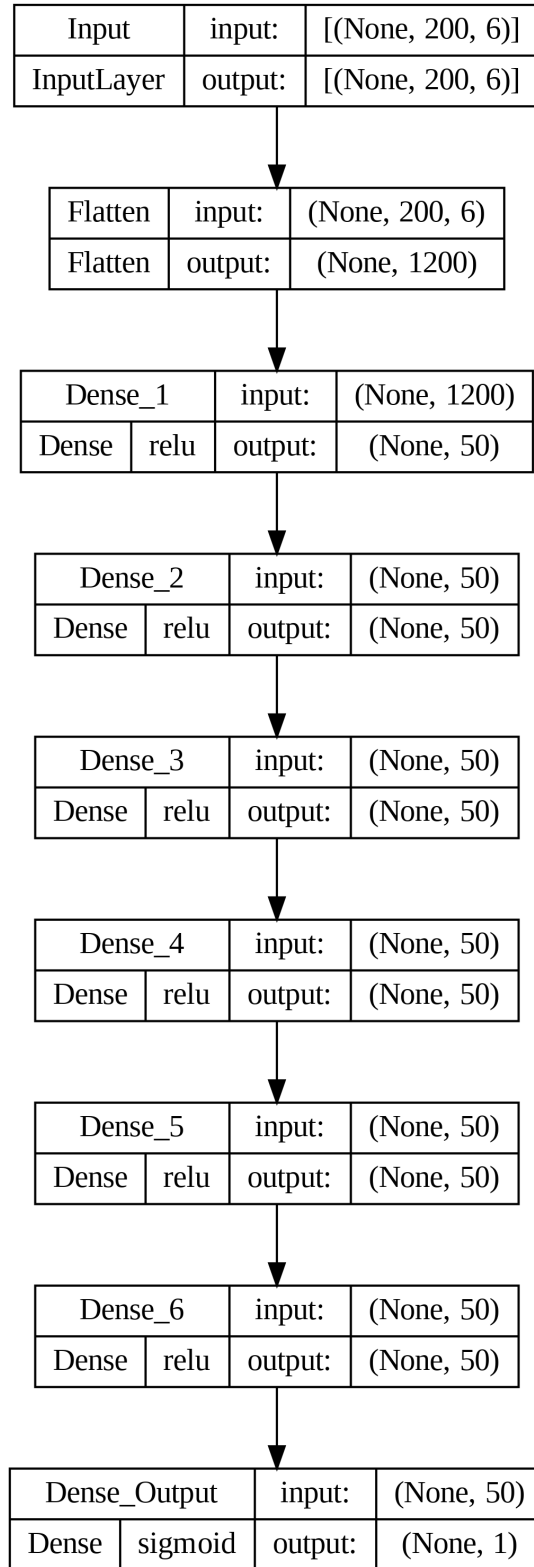 Input input: [(None, 200, 6)]
InputLayer output: [(None, 200, 6)]
Flatten input: (None, 200, 6)
Flatten output: (None, 1200)
Dense_1 input: (None, 1200)
Dense relu output: (None, 50)
Dense_2 input: (None, 50)
Dense relu output: (None, 50)
Dense_3 input: (None, 50)
Dense relu output: (None, 50)
Dense_4 input: (None, 50)
Dense relu output: (None, 50)
Dense_5 input: (None, 50)
Dense relu output: (None, 50)
Dense_6 input: (None, 50)
Dense relu output: (None, 50)
Dense_Output input: (None, 50)
Dense sigmoid output: (None, 1)